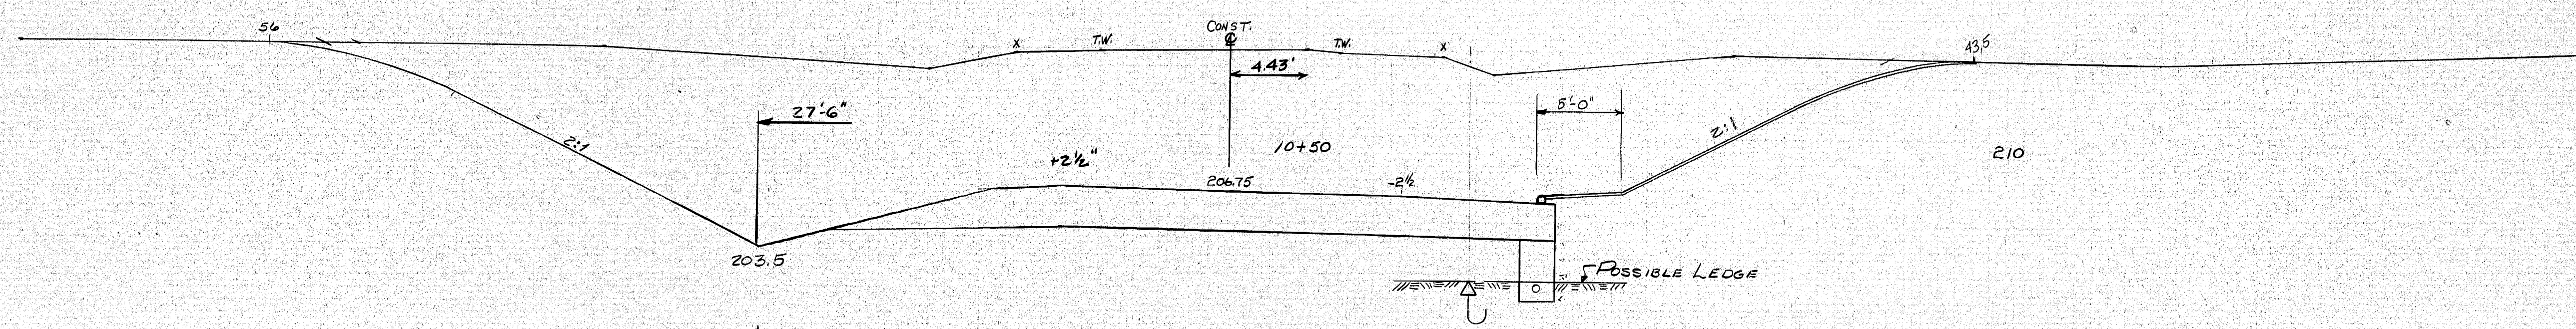 56
CONST.
℄
X
T.W.
T.W.
X
43.5
4.43'
27'-6"
5'-0"
2:1
2:1
10+50
+2½"
210
206.75
-2½
203.5
POSSIBLE LEDGE